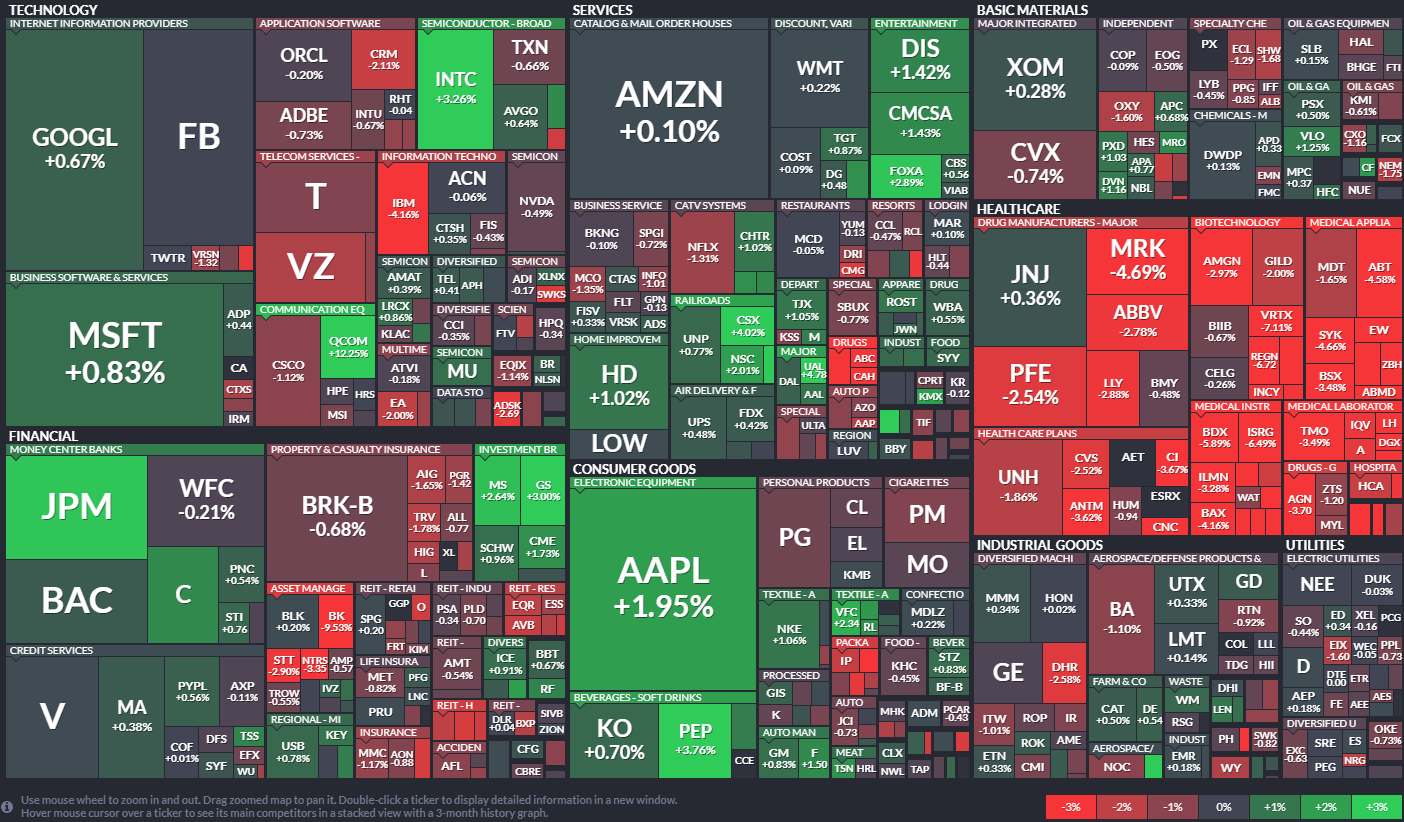 TECHNOLOGY
INTERNET INFORMATION PROVIDERS
GOOGL
+0.67%
FB
TWTR
VRSN
-1.32
APPLICATION SOFTWARE
ORCL
-0.20%
CRM
-2.11%
ADBE
-0.73%
INTU
-0.67%
RHT
-0.04
SEMICONDUCTOR - BROAD
INTC
+3.26%
TXN
-0.66%
AVGO
+0.64%
TELECOM SERVICES -
T
VZ
INFORMATION TECHNO
IBM
-4.16%
ACN
-0.06%
CTSH
+0.35%
FIS
-0.43%
SEMICON
NVDA
-0.49%
BUSINESS SOFTWARE & SERVICES
MSFT
+0.83%
ADP
+0.44
CA
CTXS
IRM
COMMUNICATION EQ
CSCO
-1.12%
QCOM
+12.25%
HPE
HRS
MSI
SEMICON
AMAT
+0.39%
LRCX
+0.86%
KLAC
DIVERSIFIED
TEL
+0.41
APH
SEMICON
ADI
-0.17
XLNX
SWKS
DIVERSIFIE
CCI
-0.35%
SCIEN
FTV
HPQ
-0.34
MULTIME
ATVI
-0.18%
EA
-2.00%
SEMICON
MU
EQIX
-1.14%
BR
NLSN
DATA STO
ADSK
-2.69
SERVICES
CATALOG & MAIL ORDER HOUSES
AMZN
+0.10%
DISCOUNT, VARI
WMT
+0.22%
COST
+0.09%
TGT
+0.87%
DG
+0.48
ENTERTAINMENT
DIS
+1.42%
CMCSA
+1.43%
FOXA
+2.89%
CBS
+0.56
VIAB
BUSINESS SERVICE
BKNG
-0.10%
SPGI
-0.72%
MCO
-1.35%
CTAS
INFO
-1.01
FLT
GPN
-0.13
FISV
+0.33%
VRSK
ADS
CATV SYSTEMS
NFLX
-1.31%
CHTR
+1.02%
RESTAURANTS
MCD
-0.05%
YUM
-0.13
DRI
CMG
RESORTS
CCL
-0.47%
RCL
LODGIN
MAR
+0.10%
HLT
-0.44
RAILROADS
UNP
+0.77%
CSX
+4.02%
NSC
+2.01%
DEPART
TJX
+1.05%
KSS
M
SPECIAL
SBUX
-0.77%
APPARE
ROST
JWN
DRUG
WBA
+0.55%
HOME IMPROVEM
HD
+1.02%
LOW
MAJOR
DAL
UAL
+4.78
AAL
DRUGS
ABC
CAH
INDUST
FOOD
SYY
AIR DELIVERY & F
UPS
+0.48%
FDX
+0.42%
SPECIAL
ULTA
AUTO P
AZO
AAP
CPRT
KMX
KR
-0.12
REGION
LUV
BBY
TIF
BASIC MATERIALS
MAJOR INTEGRATED
XOM
+0.28%
CVX
-0.74%
INDEPENDENT
COP
-0.09%
EOG
-0.50%
OXY
-1.60%
APC
+0.68%
PXD
+1.03
HES
MRO
APA
+0.77
DVN
+1.16
NBL
SPECIALTY CHE
PX
ECL
-1.29
SHW
-1.68
LYB
-0.45%
PPG
-0.85
IFF
ALB
CHEMICALS - M
DWDP
+0.13%
APD
+0.33
EMN
FMC
OIL & GAS EQUIPMEN
SLB
+0.15%
HAL
BHGE
FTI
OIL & GA
PSX
+0.50%
VLO
+1.25%
MPC
+0.37
HFC
OIL & GAS
KMI
-0.61%
CXO
-1.16
FCX
CF
NEM
-1.75
NUE
HEALTHCARE
DRUG MANUFACTURERS - MAJOR
JNJ
+0.36%
MRK
-4.69%
ABBV
-2.78%
PFE
-2.54%
LLY
-2.88%
BMY
-0.48%
BIOTECHNOLOGY
AMGN
-2.97%
GILD
-2.00%
BIIB
-0.67%
VRTX
-7.11%
CELG
-0.26%
REGN
-6.72
INCY
MEDICAL APPLIA
MDT
-1.65%
ABT
-4.58%
SYK
-4.66%
EW
BSX
-3.48%
ZBH
ABMD
HEALTH CARE PLANS
UNH
-1.86%
CVS
-2.52%
AET
CI
-3.67%
ANTM
-3.62%
HUM
-0.94
ESRX
CNC
MEDICAL INSTR
BDX
-5.89%
ISRG
-6.49%
ILMN
-3.28%
WAT
BAX
-4.16%
MEDICAL LABORATOR
TMO
-3.49%
IQV
LH
A
DGX
DRUGS - G
AGN
-3.70
ZTS
-1.20
MYL
HOSPITA
HCA
FINANCIAL
MONEY CENTER BANKS
JPM
WFC
-0.21%
BAC
C
PNC
+0.54%
STI
+0.76
PROPERTY & CASUALTY INSURANCE
BRK-B
-0.68%
AIG
-1.65%
PGR
-1.42
TRV
-1.78%
ALL
-0.77
HIG
XL
L
INVESTMENT BR
MS
+2.64%
GS
+3.00%
SCHW
+0.96%
CME
+1.73%
CREDIT SERVICES
V
MA
+0.38%
PYPL
+0.56%
AXP
-0.11%
COF
+0.01%
DFS
SYF
TSS
EFX
WU
ASSET MANAGE
BLK
+0.20%
BK
-9.53%
STT
-2.90%
NTRS
-3.35
AMP
-0.57
TROW
-0.55%
IVZ
REIT - RETAI
SPG
+0.20
GGP
O
FRT
KIM
REIT - INDU
PSA
-0.34
PLD
-0.70
REIT - RES
EQR
ESS
AVB
LIFE INSURA
MET
-0.82%
PFG
LNC
PRU
REIT -
AMT
-0.54%
DIVERS
ICE
+0.91%
BBT
+0.67%
RF
REGIONAL - MI
USB
+0.78%
KEY
INSURANCE
MMC
-1.17%
AON
-0.88
REIT - H
REIT -
DLR
+0.04
BXP
SIVB
ZION
ACCIDEN
AFL
CFG
CBRE
CONSUMER GOODS
ELECTRONIC EQUIPMENT
AAPL
+1.95%
PERSONAL PRODUCTS
PG
CL
EL
KMB
CIGARETTES
PM
MO
TEXTILE - A
NKE
+1.06%
TEXTILE - A
VFC
+2.34
RL
CONFECTIO
MDLZ
+0.22%
PACKA
IP
FOOD -
KHC
-0.45%
BEVER
STZ
+0.83%
BF-B
BEVERAGES - SOFT DRINKS
KO
+0.70%
PEP
+3.76%
CCE
PROCESSED
GIS
K
AUTO
JCI
-0.73
MHK
ADM
PCAR
-0.43
AUTO MAN
GM
+0.83%
F
+1.50
MEAT
TSN
HRL
CLX
NWL
TAP
INDUSTRIAL GOODS
DIVERSIFIED MACHI
MMM
+0.34%
HON
+0.02%
GE
DHR
-2.58%
ITW
-1.01%
ROP
IR
ROK
AME
ETN
+0.33%
CMI
AEROSPACE/DEFENSE PRODUCTS &
BA
-1.10%
UTX
+0.33%
GD
LMT
+0.14%
RTN
-0.92%
COL
LLL
TDG
HII
FARM & CO
CAT
+0.50%
DE
+0.54
WASTE
WM
RSG
DHI
LEN
AEROSPACE/
NOC
INDUST
EMR
+0.18%
PH
SWK
-0.82
WY
UTILITIES
ELECTRIC UTILITIES
NEE
DUK
-0.03%
SO
-0.44%
ED
+0.34
XEL
-0.16
PCG
EIX
-1.60
WEC
-0.05
PPL
-0.73
D
DTE
0.00
ETR
AEP
+0.18%
FE
AEE
AES
DIVERSIFIED U
EXC
-0.63
SRE
ES
OKE
-0.73%
PEG
NRG
Use mouse wheel to zoom in and out. Drag zoomed map to pan it. Double-click a ticker to display detailed information in a new window.
Hover mouse cursor over a ticker to see its main competitors in a stacked view with a 3-month history graph.
-3%
-2%
-1%
0%
+1%
+2%
+3%